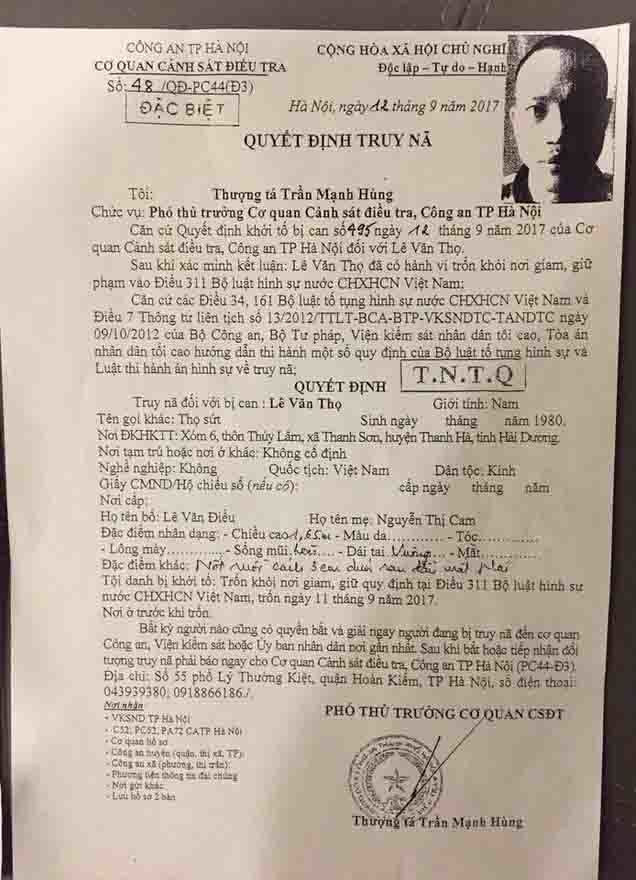 CÔNG AN TP HÀ NỘI
CƠ QUAN CẢNH SÁT ĐIỀU TRA
Số: 48 /QĐ-PC44(Đ3)
ĐẶC BIỆT
CỘNG HÒA XÃ HỘI CHỦ NGHĨ
Độc lập – Tự do – Hạnh
Hà Nội, ngày 12 tháng 9 năm 2017
QUYẾT ĐỊNH TRUY NÃ
Tôi: Thượng tá Trần Mạnh Hùng
Chức vụ: Phó thủ trưởng Cơ quan Cảnh sát điều tra, Công an TP Hà Nội
Căn cứ Quyết định khởi tố bị can số 495 ngày 12 tháng 9 năm 2017 của Cơ
quan Cảnh sát điều tra, Công an TP Hà Nội đối với Lê Văn Thọ.
Sau khi xác minh kết luận: Lê Văn Thọ đã có hành vi trốn khỏi nơi giam, giữ
phạm vào Điều 311 Bộ luật hình sự nước CHXHCN Việt Nam;
Căn cứ các Điều 34, 161 Bộ luật tố tụng hình sự nước CHXHCN Việt Nam và
Điều 7 Thông tư liên tịch số 13/2012/TTLT-BCA-BTP-VKSNDTC-TANDTC ngày
09/10/2012 của Bộ Công an, Bộ Tư pháp, Viện kiểm sát nhân dân tối cao, Tòa án
nhân dân tối cao hướng dẫn thi hành một số quy định của Bộ luật tố tụng hình sự và
Luật thi hành án hình sự về truy nã;
T.N.T.Q
QUYẾT ĐỊNH
Truy nã đối với bị can : Lê Văn Thọ Giới tính: Nam
Tên gọi khác: Thọ sứt Sinh ngày tháng năm 1980.
Nơi ĐKHKTT: Xóm 6, thôn Thủy Lâm, xã Thanh Sơn, huyện Thanh Hà, tỉnh Hải Dương.
Nơi tạm trú hoặc nơi ở khác: Không cố định
Nghề nghiệp: Không Quốc tịch: Việt Nam Dân tộc: Kinh
Giấy CMND/Hộ chiếu số (nếu có): cấp ngày tháng năm
Nơi cấp:
Họ tên bố: Lê Văn Điều Họ tên mẹ: Nguyễn Thị Cam
Đặc điểm nhân dạng: - Chiều cao 1,65m - Màu da............ - Tóc..............
- Lông mày............ - Sống mũi. .... - Dái tai. Vuông... - Mắt..............
Đặc điểm khác: Nốt ruồi cách 3cm dưới sau đuôi mắt phải
Tội danh bị khởi tố: Trốn khỏi nơi giam, giữ quy định tại Điều 311 Bộ luật hình sự
nước CHXHCN Việt Nam, trốn ngày 11 tháng 9 năm 2017.
Nơi ở trước khi trốn.
Bất kỳ người nào cũng có quyền bắt và giải ngay người đang bị truy nã đến cơ quan
Công an, Viện kiểm sát hoặc Ủy ban nhân dân nơi gần nhất. Sau khi bắt hoặc tiếp nhận đối
tượng truy nã phải báo ngay cho Cơ quan Cảnh sát điều tra, Công an TP Hà Nội (PC44-Đ3).
Địa chỉ: Số 55 phố Lý Thường Kiệt, quận Hoàn Kiếm, TP Hà Nội, số điện thoại:
043939380; 0918866186./.
Nơi nhận
- VKSND TP Hà Nội
- C52; PC52; PA72 CATP Hà Nội
- Cơ quan hồ sơ
- Công an huyện (quận, thị xã, TP):
- Công an xã (phường, thị trấn):
- Phương tiện thông tin đại chúng
- Nơi gửi khác:
- Lưu hồ sơ 2 bản
PHÓ THỦ TRƯỞNG CƠ QUAN CSĐT
Thượng tá Trần Mạnh Hùng